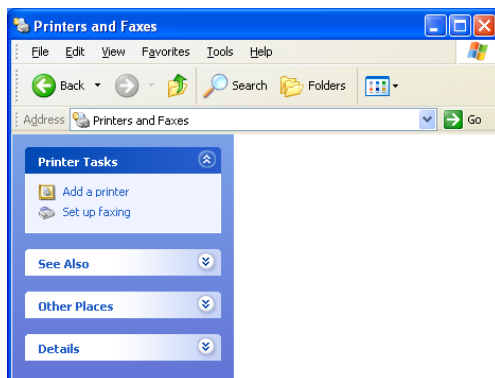 Printers and Faxes
File Edit View Favorites Tools Help
Back Search Folders
Address Printers and Faxes Go
Printer Tasks
Add a printer
Set up faxing
See Also
Other Places
Details